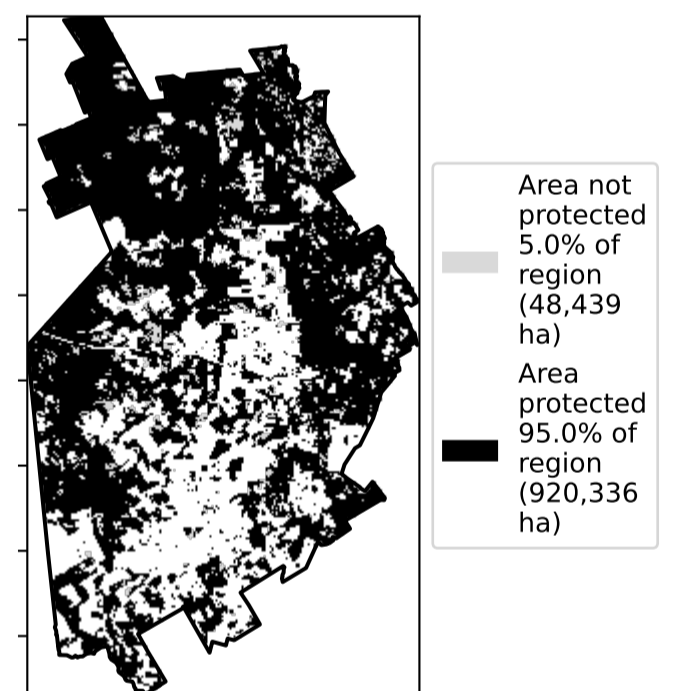 Area not
protected
5.0% of
region
(48,439
ha)
Area
protected
95.0% of
region
(920,336
ha)